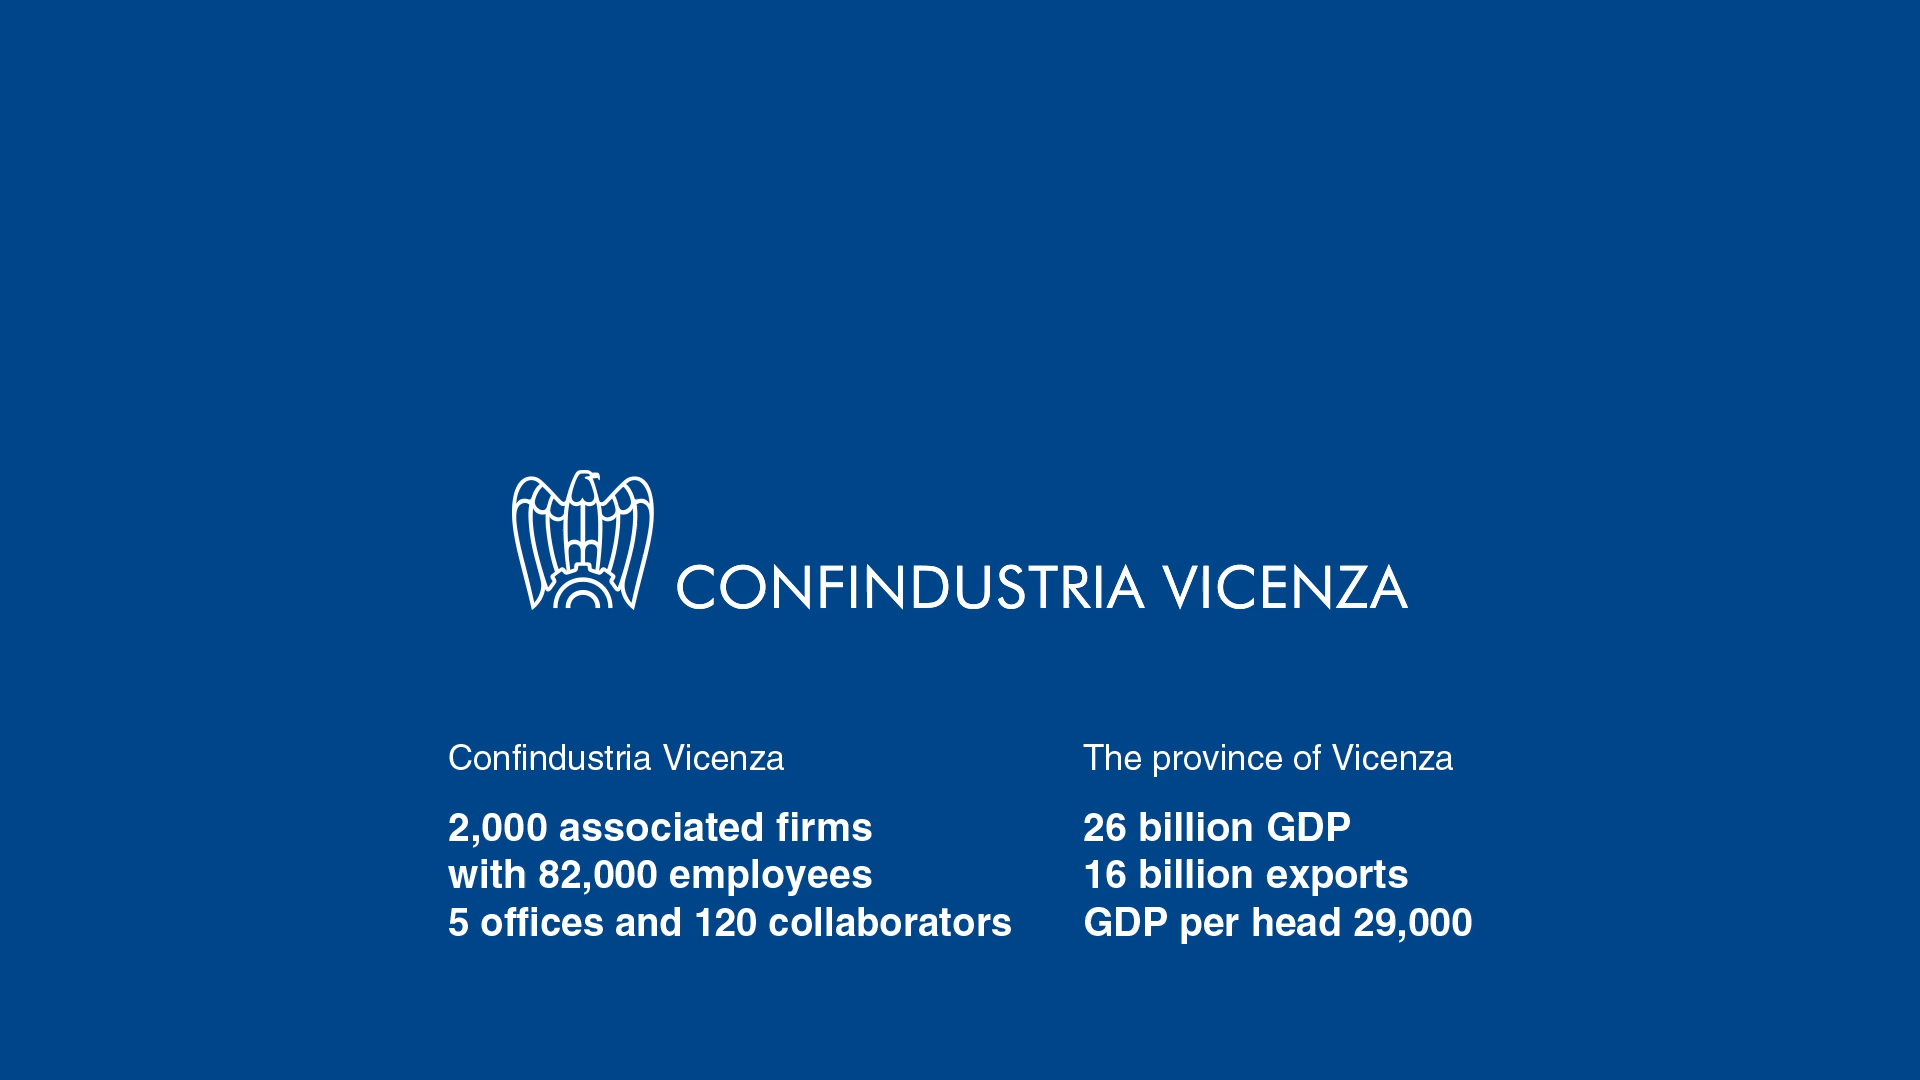 CONFINDUSTRIA VICENZA
Confindustria Vicenza
2,000 associated firms
with 82,000 employees
5 offices and 120 collaborators
The province of Vicenza
26 billion GDP
16 billion exports
GDP per head 29,000